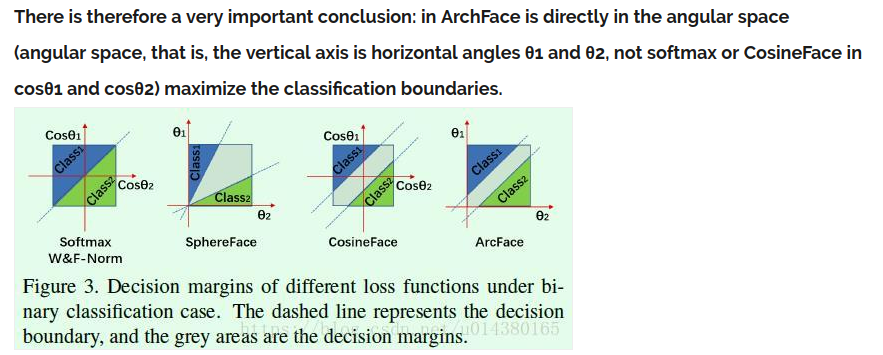 There is therefore a very important conclusion: in ArchFace is directly in the angular space
(angular space, that is, the vertical axis is horizontal angles θ1 and θ2, not softmax or CosineFace in
cosθ1 and cosθ2) maximize the classification boundaries.
Cosθ1
Class1
Class2
Cosθ2
Softmax
W&F-Norm
θ1
Class1
Class2
θ2
SphereFace
Cosθ1
Class1
Class2
Cosθ2
CosineFace
θ1
Class1
Class2
θ2
ArcFace
Figure 3. Decision margins of different loss functions under bi-
nary classification case. The dashed line represents the decision
boundary, and the grey areas are the decision margins.
https://blog.csdn.net/u014380165